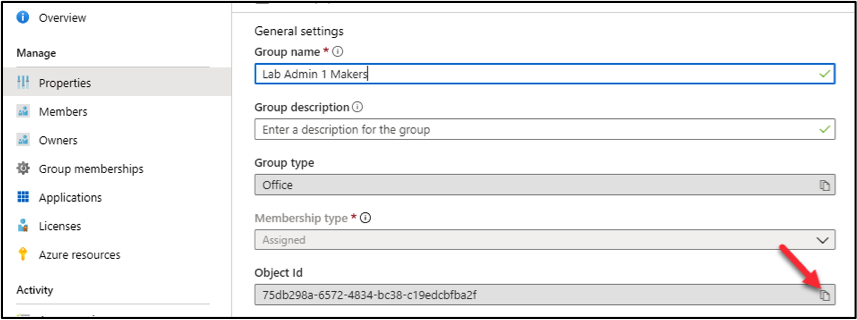 Overview
Manage
Properties
Members
Owners
Group memberships
Applications
Licenses
Azure resources
Activity
General settings
Group name *
Lab Admin 1 Makers
Group description
Enter a description for the group
Group type
Office
Membership type *
Assigned
Object Id
75db298a-6572-4834-bc38-c19edcbfba2f